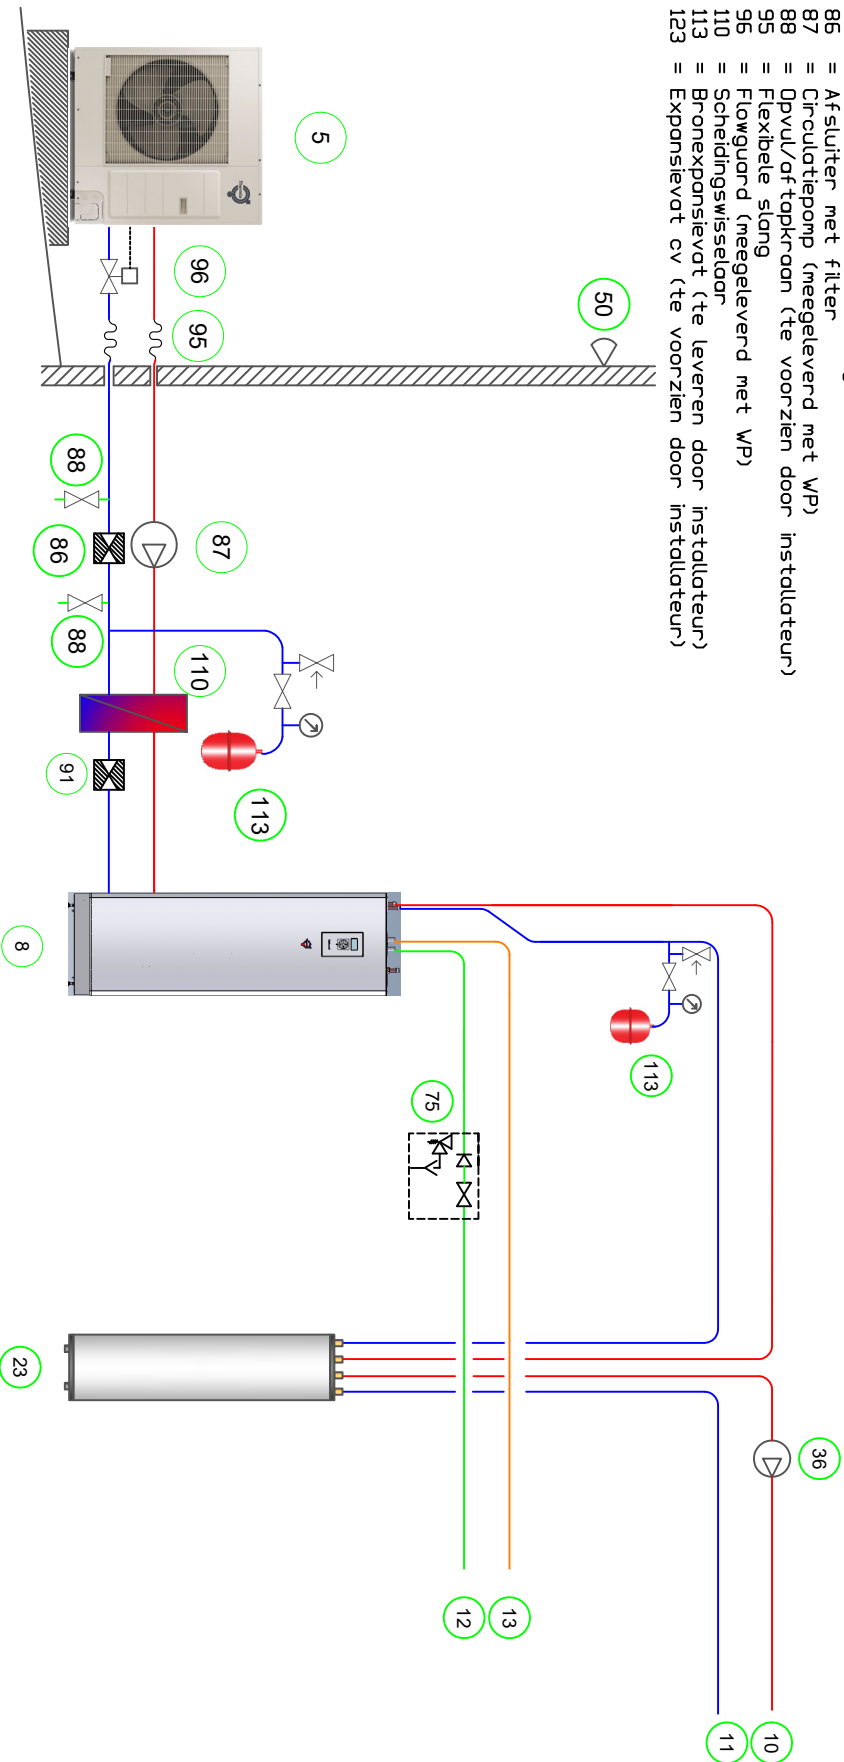 86 = Afsluiter met filter
87 = Circulatiepomp (meegeleverd met WP)
88 = Opvul/aftapkraan (te voorzien door installateur)
95 = Flexibele slang
96 = Flowguard (meegeleverd met WP)
110 = Scheidingswisselaar
113 = Bronexpansievat (te leveren door installateur)
123 = Expansievat cv (te voorzien door installateur)
5
96
95
50
88
86
87
88
110
91
113
8
113
75
23
36
12
13
11
10